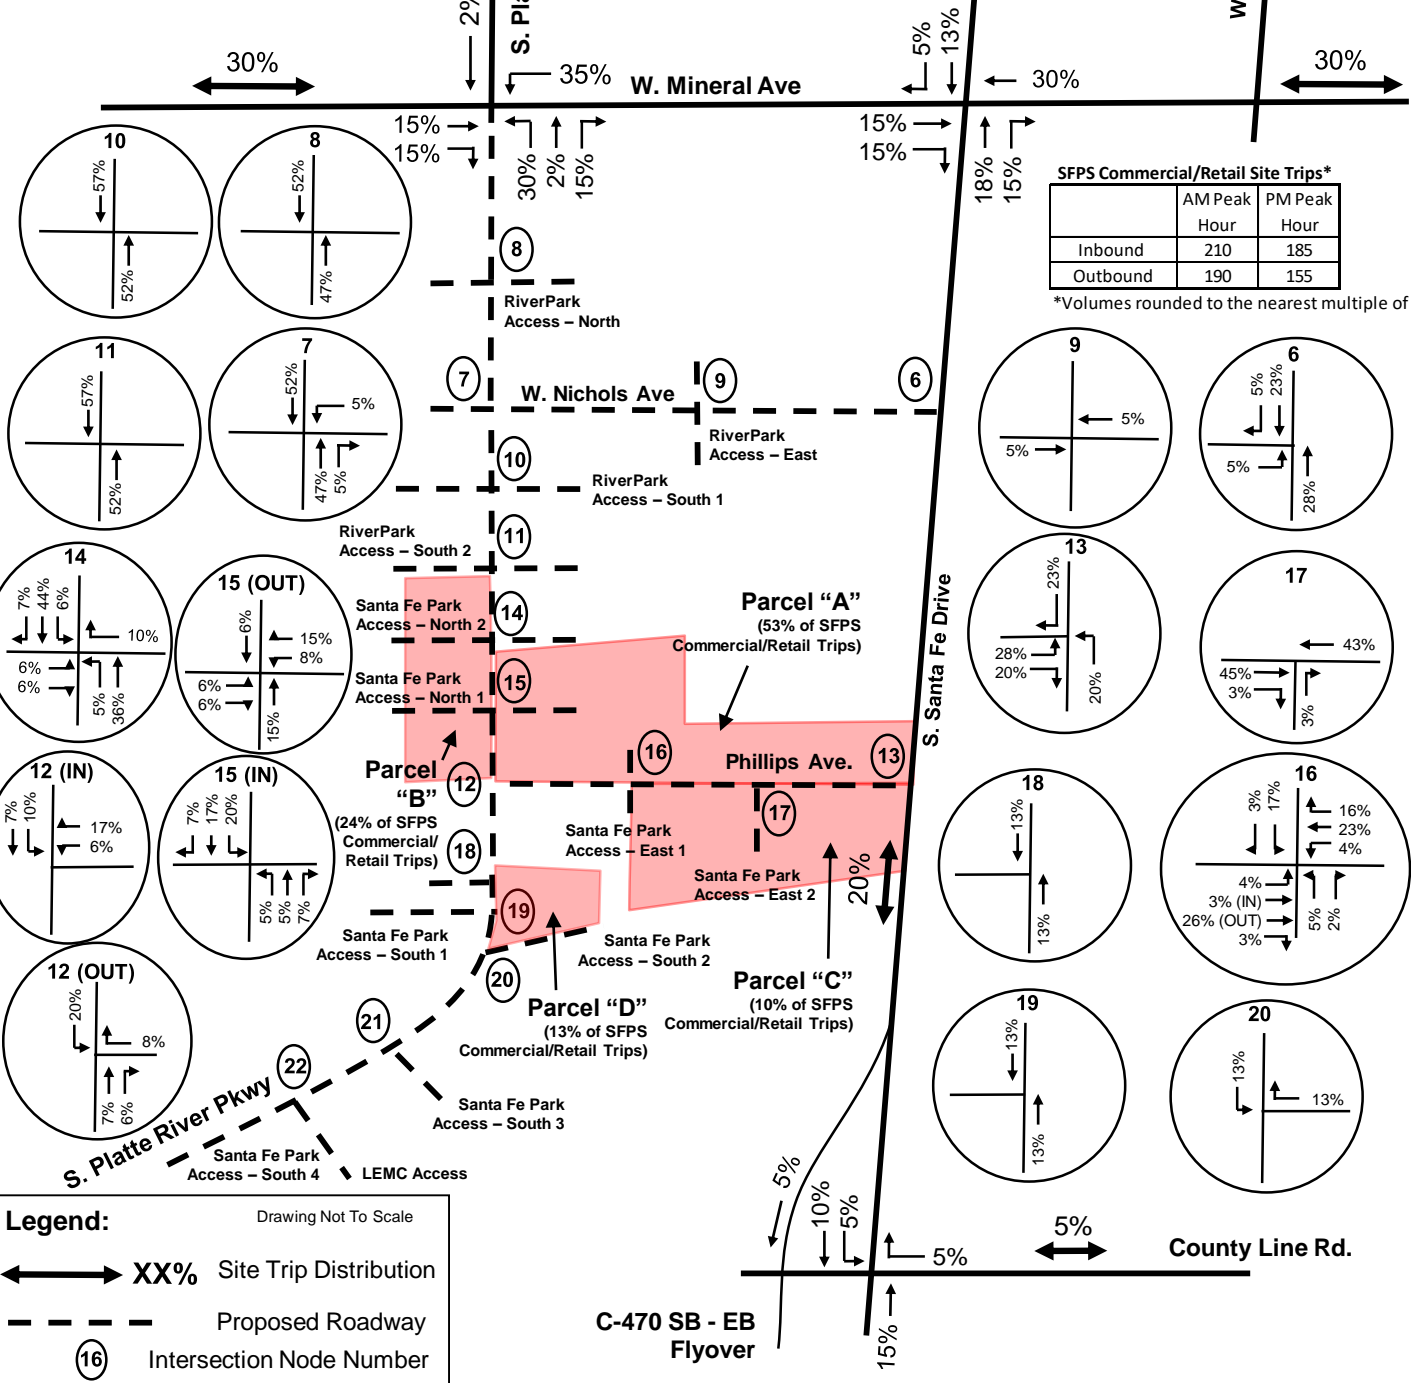 2%
S. Pla
W
5%
13%
30%
35%
W. Mineral Ave
30%
30%
15%
15%
30%
2%
15%
15%
15%
18%
15%
SFPS Commercial/Retail Site Trips*
AM Peak Hour
PM Peak Hour
Inbound 210 185
Outbound 190 155
*Volumes rounded to the nearest multiple of
10
57%
52%
8
52%
47%
8
RiverPark
Access – North
11
57%
52%
7
52%
5%
47%
5%
7
W. Nichols Ave
9
6
RiverPark
Access – East
9
5%
5%
6
5%
23%
5%
28%
10
RiverPark
Access – South 1
RiverPark
Access – South 2
11
14
7%
44%
6%
10%
6%
6%
5%
36%
15 (OUT)
6%
15%
8%
6%
6%
15%
Santa Fe Park
Access – North 2
14
Santa Fe Park
Access – North 1
15
Parcel “A”
(53% of SFPS
Commercial/Retail Trips)
S. Santa Fe Drive
13
23%
28%
20%
20%
17
43%
45%
3%
3%
12 (IN)
7%
10%
17%
6%
15 (IN)
7%
17%
20%
5%
5%
7%
Parcel
“B”
(24% of SFPS
Commercial/
Retail Trips)
12
16
Phillips Ave.
13
17
18
Santa Fe Park
Access – East 1
Santa Fe Park
Access – East 2
20%
18
13%
13%
16
3%
17%
16%
23%
4%
4%
3% (IN)
26% (OUT)
3%
5%
2%
19
Santa Fe Park
Access – South 1
Santa Fe Park
Access – South 2
20
12 (OUT)
20%
8%
7%
6%
Parcel “D”
(13% of SFPS
Commercial/Retail Trips)
Parcel “C”
(10% of SFPS
Commercial/Retail Trips)
19
13%
13%
20
13%
13%
21
22
S. Platte River Pkwy
Santa Fe Park
Access – South 3
Santa Fe Park
Access – South 4
LEMC Access
5%
10%
5%
5%
15%
5%
County Line Rd.
C-470 SB - EB
Flyover
Legend:
Drawing Not To Scale
XX% Site Trip Distribution
Proposed Roadway
16 Intersection Node Number